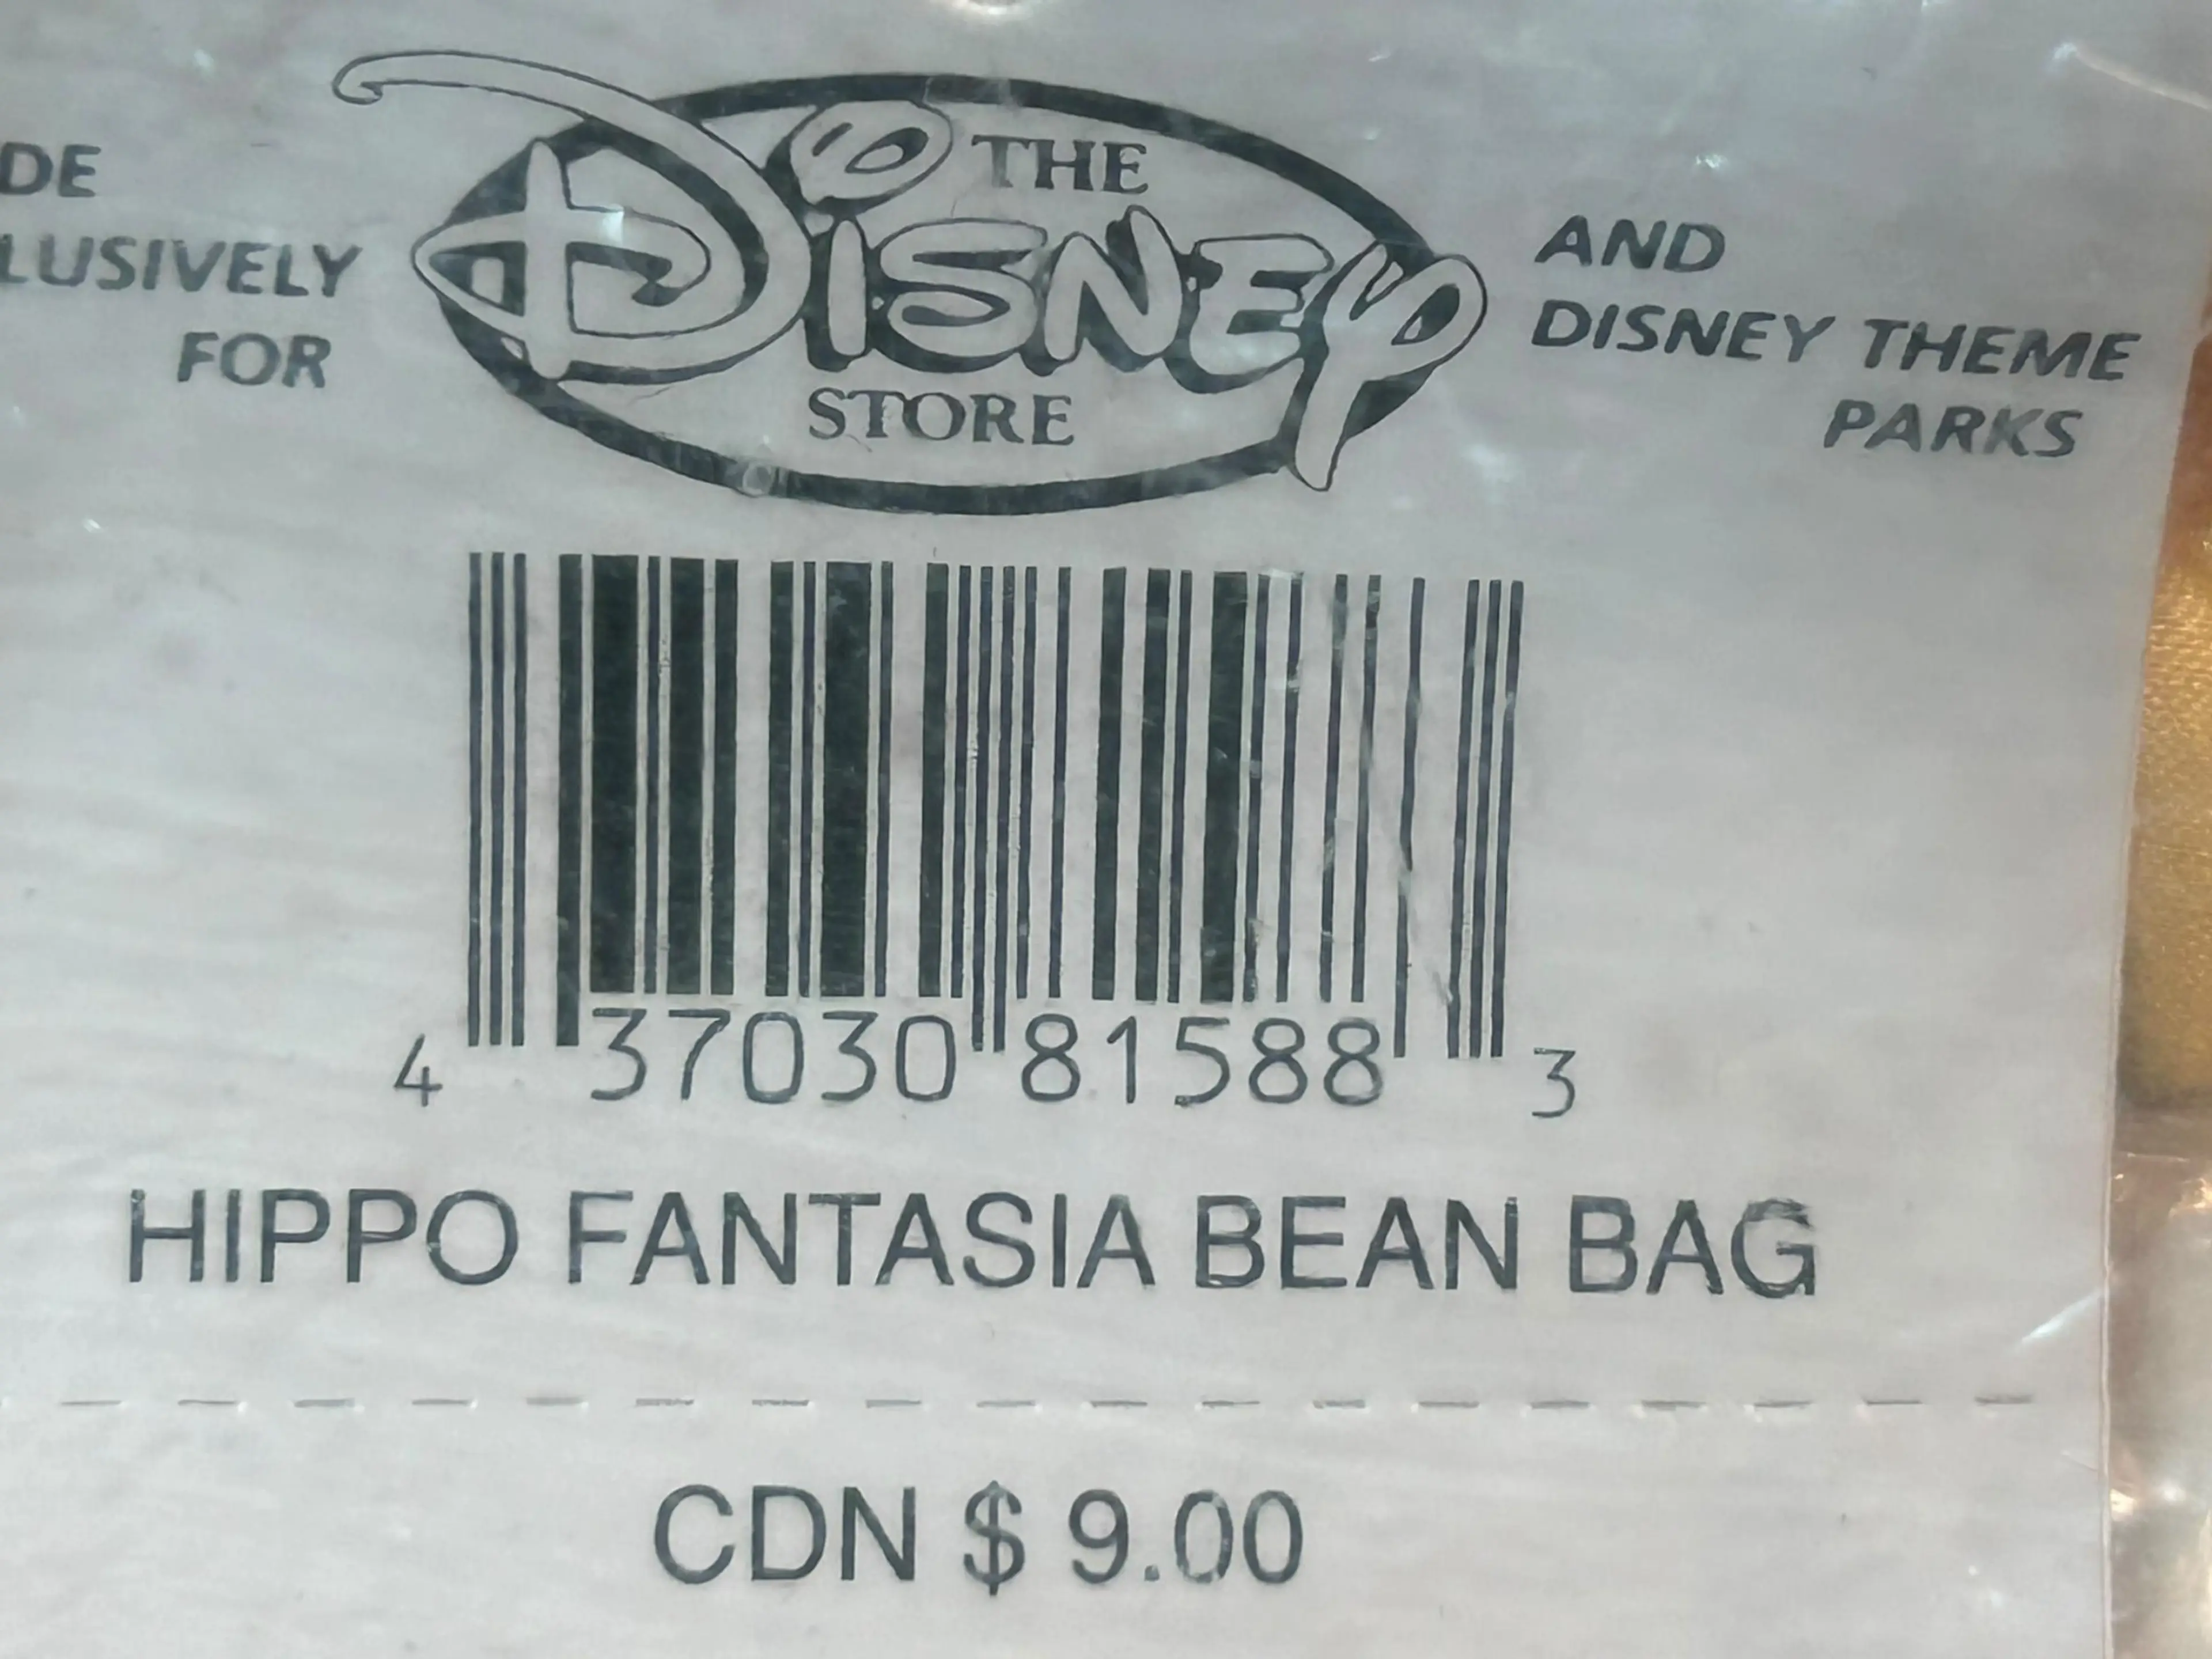 DE
LUSIVELY
FOR
THE
DISNEY
STORE
AND
DISNEY THEME
PARKS
4 37030 81588 3
HIPPO FANTASIA BEAN BAG
CDN $ 9.00